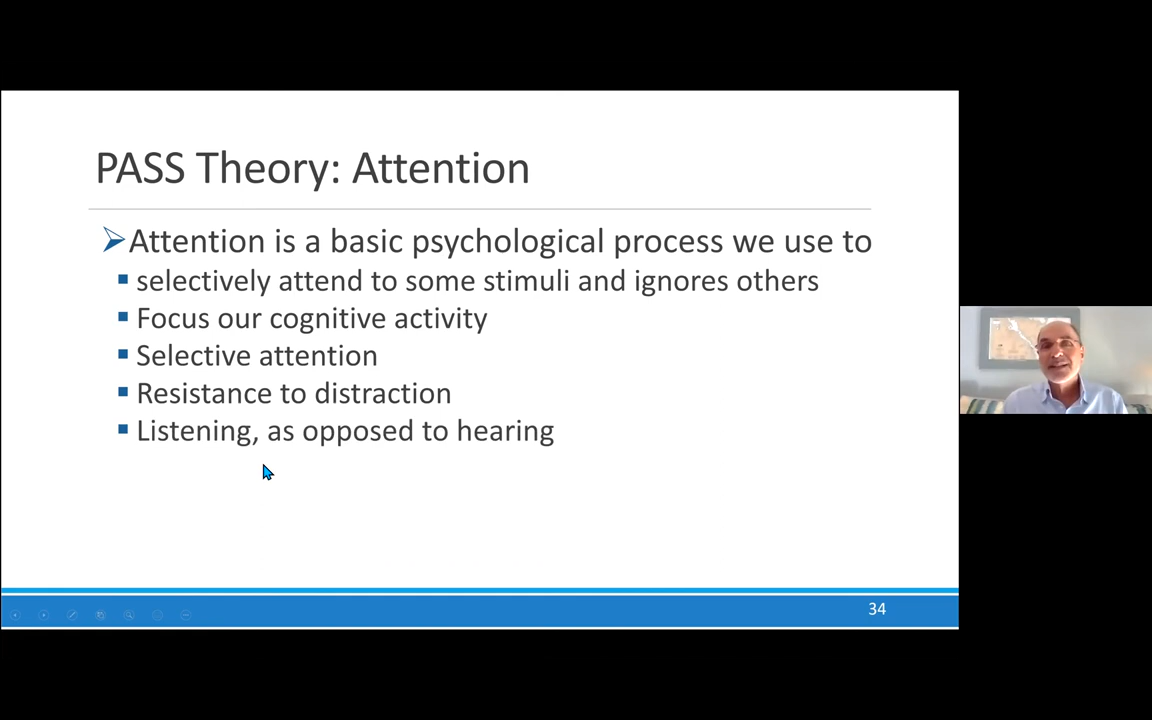 PASS Theory: Attention
Attention is a basic psychological process we use to
selectively attend to some stimuli and ignores others
Focus our cognitive activity
Selective attention
Resistance to distraction
Listening, as opposed to hearing
34